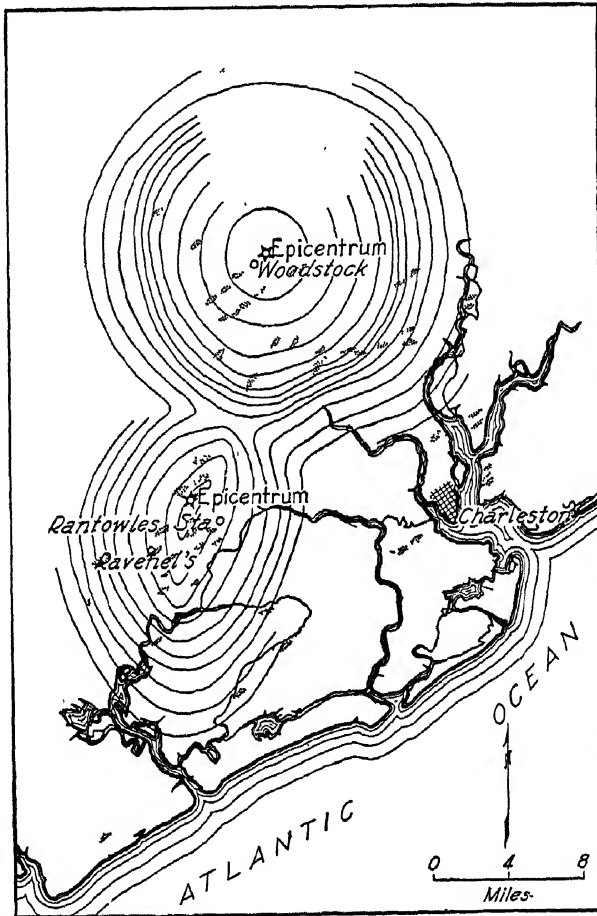 Epicentrum
Woodstock
Epicentrum
Rantowles Sta
Charleston
Ravenel's
ATLANTIC OCEAN
0 4 8
Miles